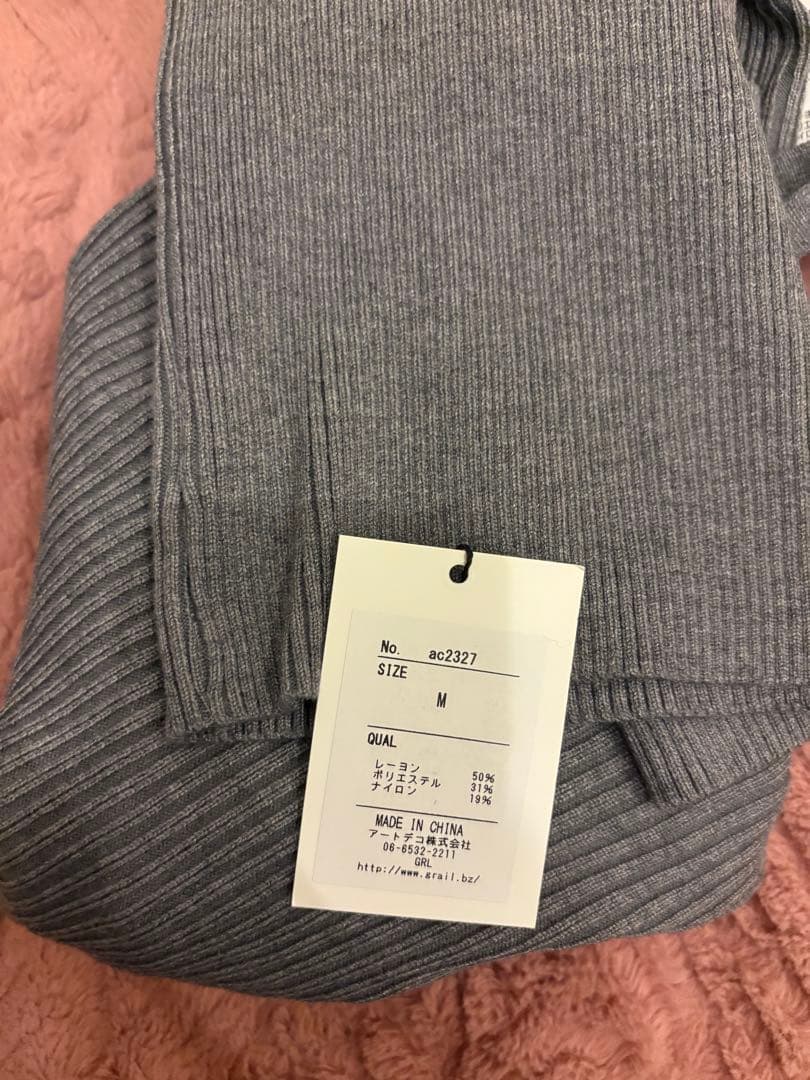 No. ac2327
SIZE
M
QUAL
レーヨン 50%
ポリエステル 31%
ナイロン 19%
MADE IN CHINA
アートデコ株式会社
06-6532-2211
GRL
http://www.grail.bz/